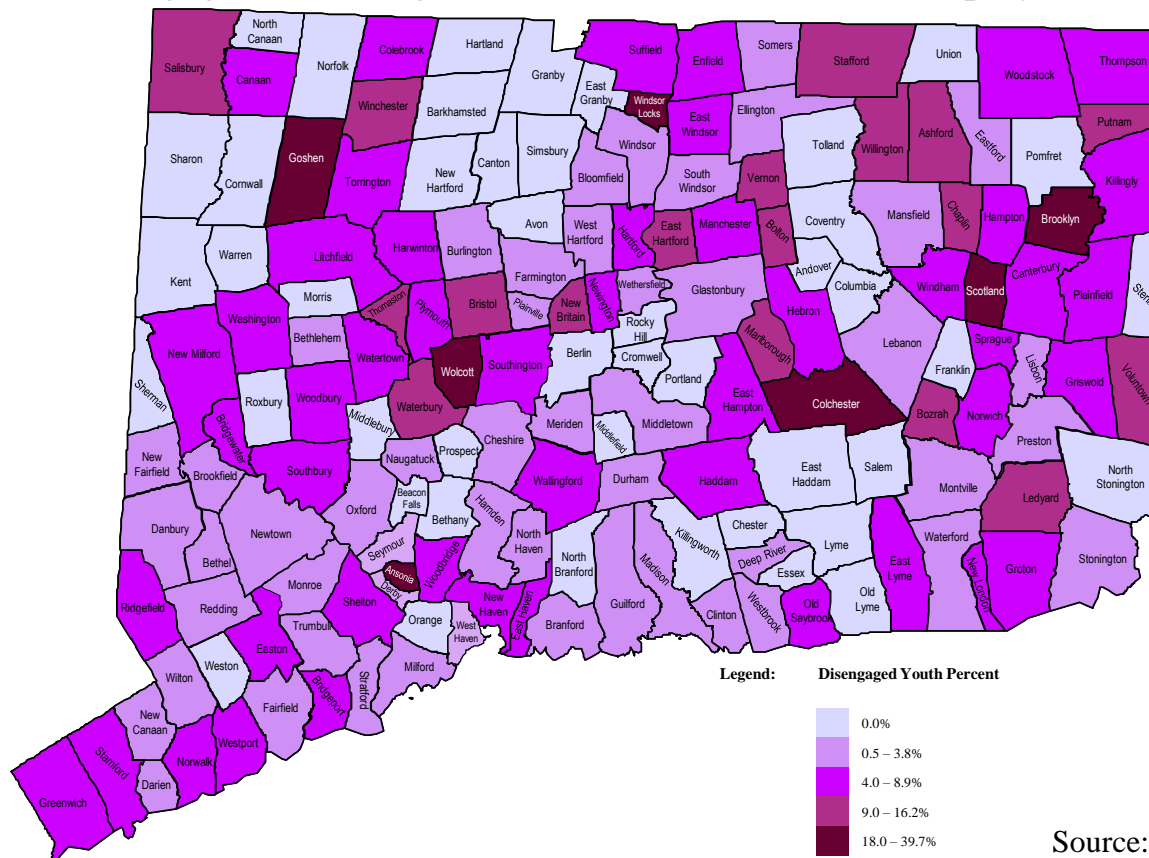 North
Canaan
Colebrook
Hartland
Suffield
Enfield
Somers
Stafford
Union
Woodstock
Thompson
Salisbury
Canaan
Norfolk
Granby
East
Granby
Winchester
Barkhamsted
Windsor
Locks
East
Windsor
Ellington
Putnam
Sharon
Cornwall
Goshen
Torrington
New
Hartford
Canton
Simsbury
Bloomfield
Windsor
South
Windsor
Vernon
Tolland
Willington
Ashford
Eastford
Pomfret
Killingly
Kent
Warren
Litchfield
Harwinton
Burlington
Avon
West
Hartford
Hartford
East
Hartford
Manchester
Bolton
Coventry
Mansfield
Chaplin
Hampton
Brooklyn
Farmington
Andover
Columbia
Windham
Scotland
Canterbury
Plainfield
Morris
Washington
Bethlehem
Watertown
Thomaston
Plymouth
Bristol
Plainville
New
Britain
Newington
Wethersfield
Glastonbury
Rocky
Hill
Hebron
Marlborough
Lebanon
Franklin
Sprague
Lisbon
Griswold
Voluntown
New Milford
Sherman
Roxbury
Woodbury
Middlebury
Waterbury
Wolcott
Southington
Berlin
Cromwell
Portland
East
Hampton
Colchester
Bozrah
Norwich
Preston
Bridgewater
Southbury
Naugatuck
Prospect
Cheshire
Meriden
Middlefield
Middletown
New
Fairfield
Brookfield
Oxford
Beacon
Falls
Bethany
Hamden
Wallingford
Durham
Haddam
East
Haddam
Salem
Montville
Ledyard
North
Stonington
Danbury
Bethel
Newtown
Seymour
Ansonia
Derby
Woodbridge
North
Haven
North
Branford
Killingworth
Chester
Deep River
Essex
Lyme
East
Lyme
Waterford
New London
Groton
Stonington
Ridgefield
Redding
Monroe
Shelton
Orange
West
Haven
New
Haven
East Haven
Branford
Guilford
Madison
Clinton
Westbrook
Old
Saybrook
Old
Lyme
Wilton
Weston
Easton
Trumbull
Bridgeport
Stratford
Milford
New
Canaan
Fairfield
Westport
Norwalk
Darien
Stamford
Greenwich
Legend: Disengaged Youth Percent
0.0%
0.5 – 3.8%
4.0 – 8.9%
9.0 – 16.2%
18.0 – 39.7%
Source: